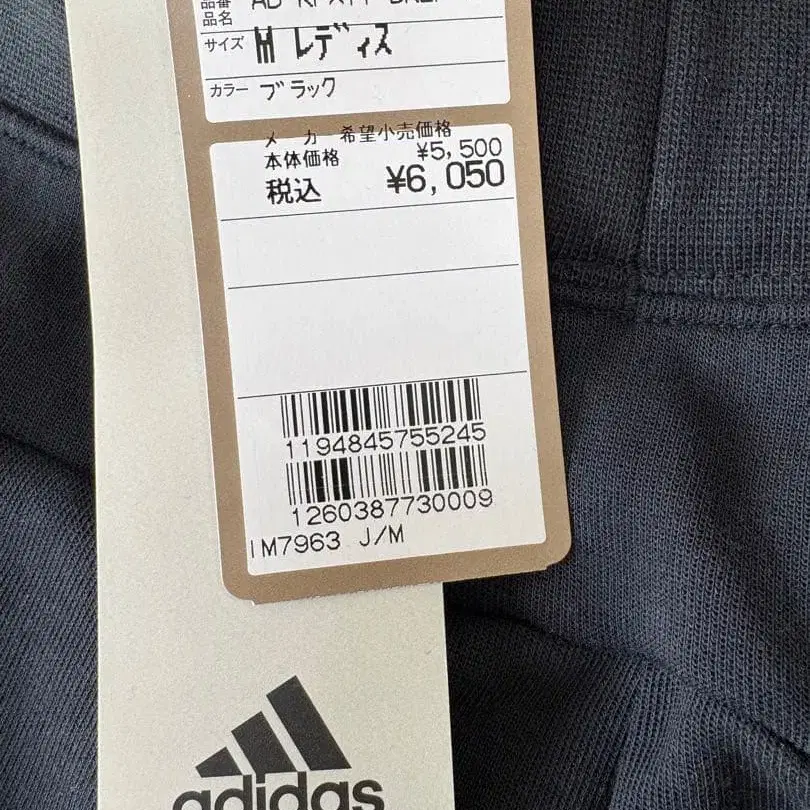 品番
品名
サイズ M レディス
カラー ブラック
メーカー希望小売価格
本体価格 ¥5,500
税込 ¥6,050
1194845755245
1260387730009
IM7963 J/M
adidas